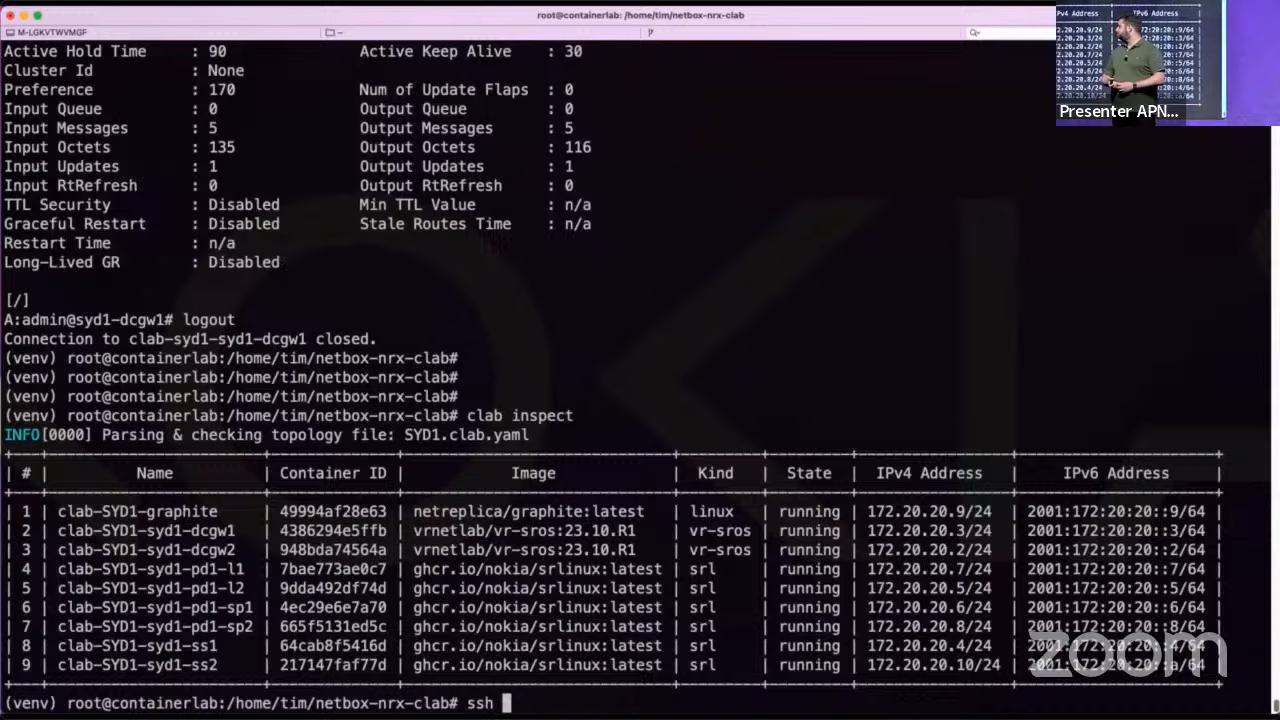 root@containerlab: /home/tim/netbox-nrx-clab
M-LGKVTWVMGF
Active Hold Time : 90 Active Keep Alive : 30
Cluster Id : None
Preference : 170 Num of Update Flaps : 0
Input Queue : 0 Output Queue : 0
Input Messages : 5 Output Messages : 5
Input Octets : 135 Output Octets : 116
Input Updates : 1 Output Updates : 1
Input RtRefresh : 0 Output RtRefresh : 0
TTL Security : Disabled Min TTL Value : n/a
Graceful Restart : Disabled Stale Routes Time : n/a
Restart Time : n/a
Long-Lived GR : Disabled
[/]
A:admin@syd1-dcgw1# logout
Connection to clab-syd1-syd1-dcgw1 closed.
(venv) root@containerlab:/home/tim/netbox-nrx-clab#
(venv) root@containerlab:/home/tim/netbox-nrx-clab#
(venv) root@containerlab:/home/tim/netbox-nrx-clab#
(venv) root@containerlab:/home/tim/netbox-nrx-clab# clab inspect
INFO[0000] Parsing & checking topology file: SYD1.clab.yaml
| # | Name | Container ID | Image | Kind | State | IPv4 Address | IPv6 Address |
| 1 | clab-SYD1-graphite | 49994af28e63 | netreplica/graphite:latest | linux | running | 172.20.20.9/24 | 2001:172:20:20::9/64 |
| 2 | clab-SYD1-syd1-dcgw1 | 4386294e5ffb | vrnetlab/vr-sros:23.10.R1 | vr-sros | running | 172.20.20.3/24 | 2001:172:20:20::3/64 |
| 3 | clab-SYD1-syd1-dcgw2 | 948bda74564a | vrnetlab/vr-sros:23.10.R1 | vr-sros | running | 172.20.20.2/24 | 2001:172:20:20::2/64 |
| 4 | clab-SYD1-syd1-pd1-l1 | 7bae773ae0c7 | ghcr.io/nokia/srlinux:latest | srl | running | 172.20.20.7/24 | 2001:172:20:20::7/64 |
| 5 | clab-SYD1-syd1-pd1-l2 | 9dda492df74d | ghcr.io/nokia/srlinux:latest | srl | running | 172.20.20.5/24 | 2001:172:20:20::5/64 |
| 6 | clab-SYD1-syd1-pd1-sp1 | 4ec29e6e7a70 | ghcr.io/nokia/srlinux:latest | srl | running | 172.20.20.6/24 | 2001:172:20:20::6/64 |
| 7 | clab-SYD1-syd1-pd1-sp2 | 665f5131ed5c | ghcr.io/nokia/srlinux:latest | srl | running | 172.20.20.8/24 | 2001:172:20:20::8/64 |
| 8 | clab-SYD1-syd1-ss1 | 64cab8f5416d | ghcr.io/nokia/srlinux:latest | srl | running | 172.20.20.4/24 | 2001:172:20:20::4/64 |
| 9 | clab-SYD1-syd1-ss2 | 217147faf77d | ghcr.io/nokia/srlinux:latest | srl | running | 172.20.20.10/24 | 2001:172:20:20::a/64 |
(venv) root@containerlab:/home/tim/netbox-nrx-clab# ssh
Presenter APN...
zoom